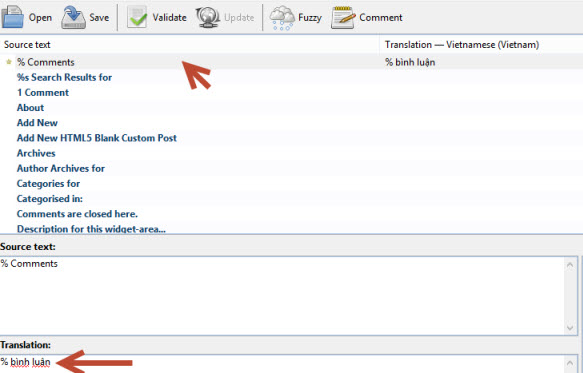 Open Save Validate Update Fuzzy Comment
Source text Translation — Vietnamese (Vietnam)
% Comments % bình luận
%s Search Results for
1 Comment
About
Add New
Add New HTML5 Blank Custom Post
Archives
Author Archives for
Categories for
Categorised in:
Comments are closed here.
Description for this widget-area...
Source text:
% Comments
Translation:
% bình luận